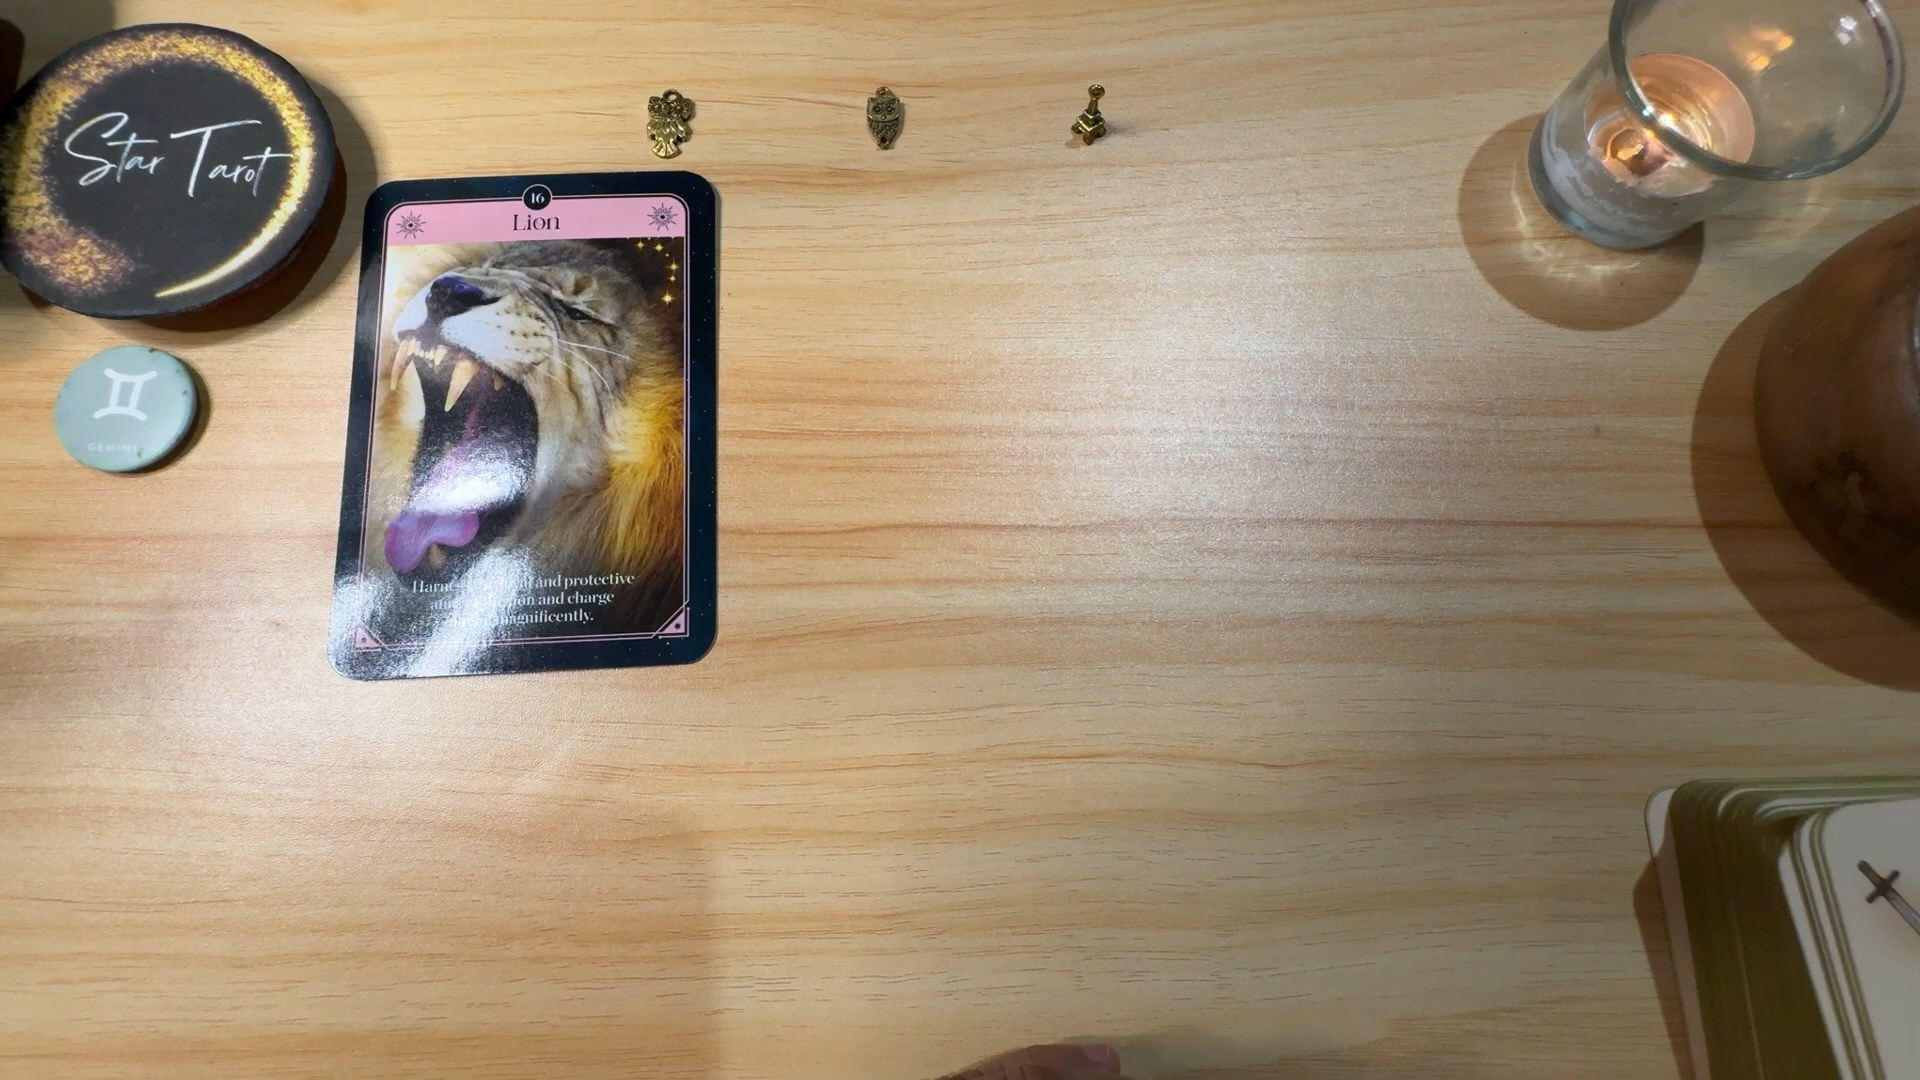 Star Tarot
16
Lion
and protective
and charge
magnificently.
GEMINI